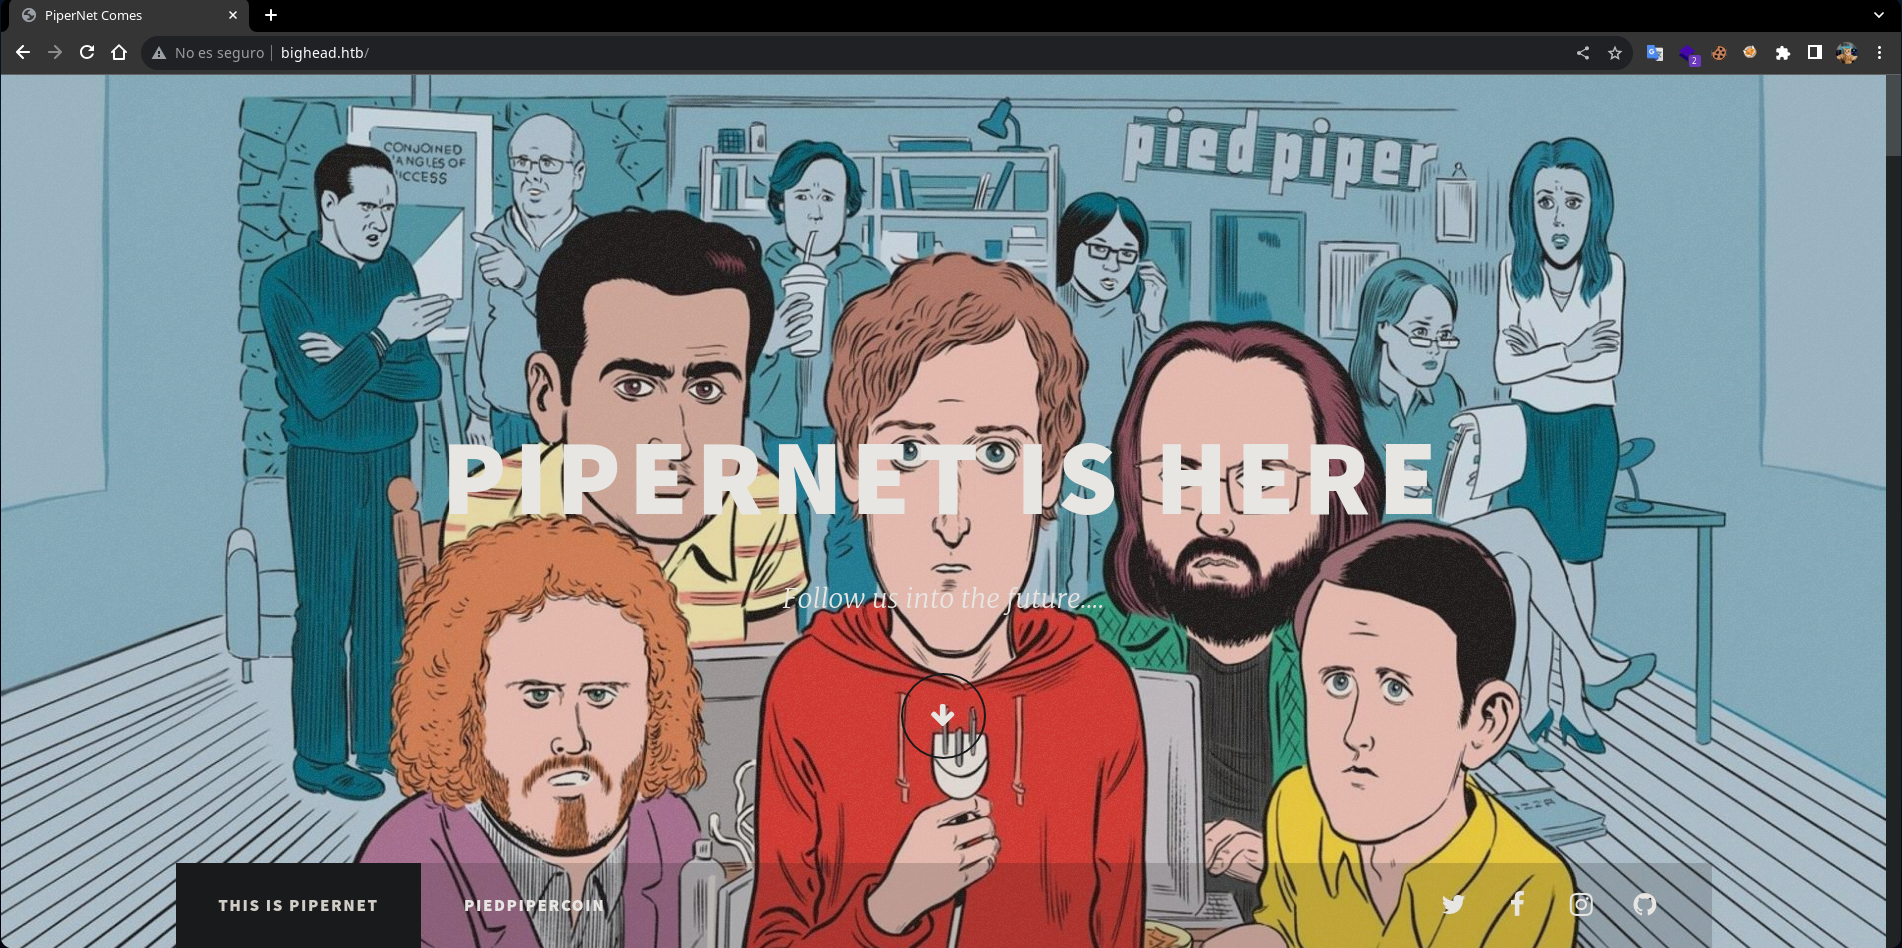 PiperNet Comes
No es seguro
bighead.htb/
2
CONJOINED
ANGLES OF
CCESS
pied piper
PIPERNET IS HERE
Follow us into the future....
THIS IS PIPERNET
PIEDPIPERCOIN